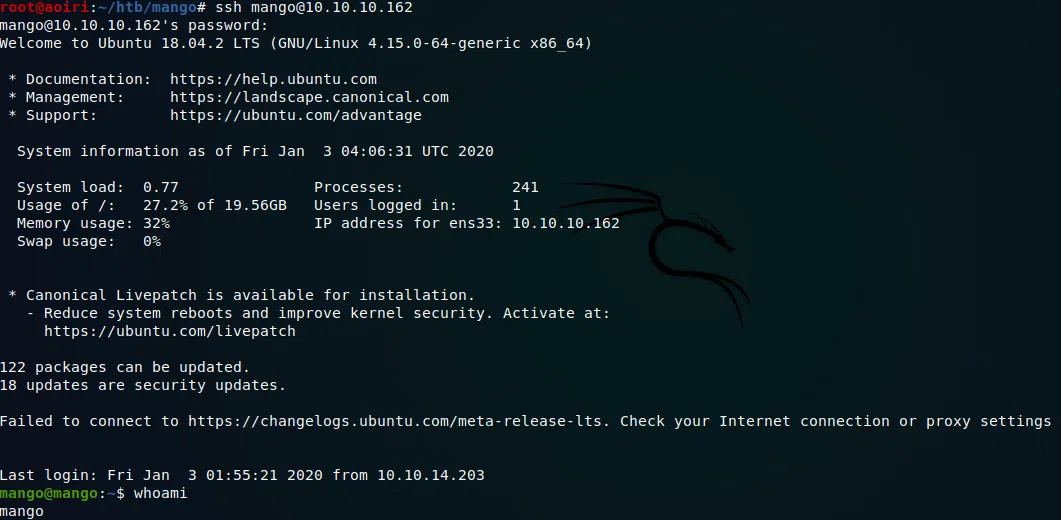 root@aoiri:~/htb/mango# ssh mango@10.10.10.162
mango@10.10.10.162's password:
Welcome to Ubuntu 18.04.2 LTS (GNU/Linux 4.15.0-64-generic x86_64)
* Documentation:  https://help.ubuntu.com
* Management:     https://landscape.canonical.com
* Support:        https://ubuntu.com/advantage
System information as of Fri Jan  3 04:06:31 UTC 2020
System load:  0.77               Processes:            241
Usage of /:   27.2% of 19.56GB   Users logged in:      1
Memory usage: 32%                IP address for ens33: 10.10.10.162
Swap usage:   0%
* Canonical Livepatch is available for installation.
- Reduce system reboots and improve kernel security. Activate at:
https://ubuntu.com/livepatch
122 packages can be updated.
18 updates are security updates.
Failed to connect to https://changelogs.ubuntu.com/meta-release-lts. Check your Internet connection or proxy settings
Last login: Fri Jan  3 01:55:21 2020 from 10.10.14.203
mango@mango:~$ whoami
mango